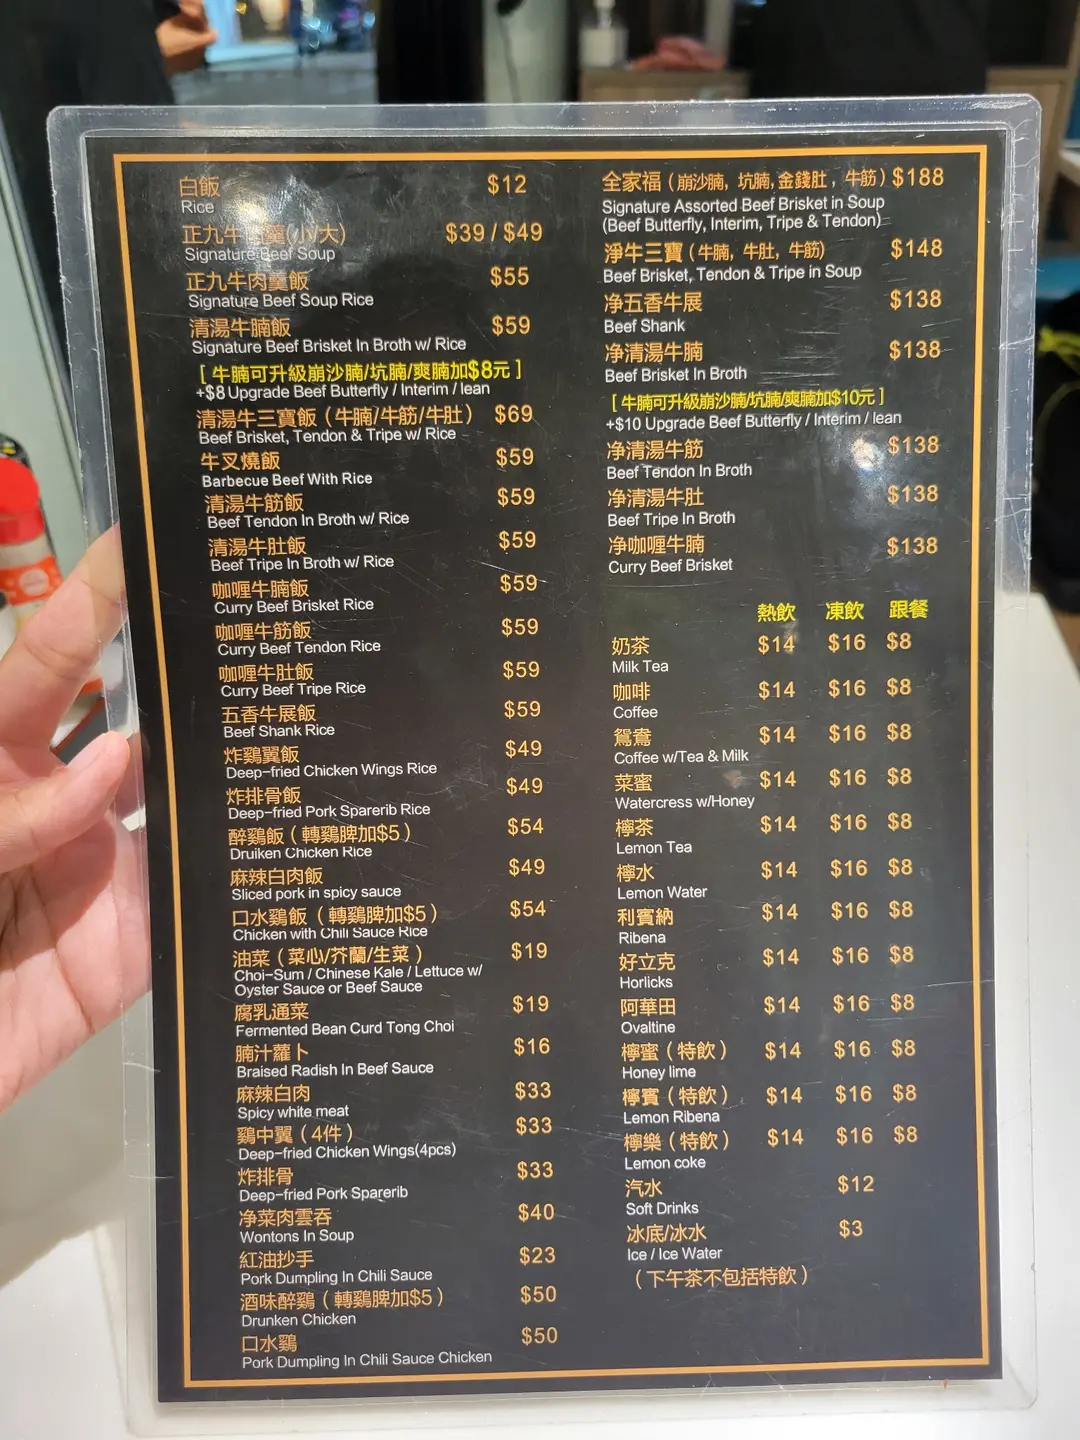 白飯 $12
Rice
正九牛 羹(小/大) $39 / $49
Signature Beef Soup
正九牛肉羹飯 $55
Signature Beef Soup Rice
清湯牛腩飯 $59
Signature Beef Brisket In Broth w/ Rice
[ 牛腩可升級崩沙腩/坑腩/爽腩加$8元 ]
+$8 Upgrade Beef Butterfly / Interim / lean
清湯牛三寶飯（牛腩/牛筋/牛肚） $69
Beef Brisket, Tendon & Tripe w/ Rice
牛叉燒飯 $59
Barbecue Beef With Rice
清湯牛筋飯 $59
Beef Tendon In Broth w/ Rice
清湯牛肚飯 $59
Beef Tripe In Broth w/ Rice
咖喱牛腩飯 $59
Curry Beef Brisket Rice
咖喱牛筋飯 $59
Curry Beef Tendon Rice
咖喱牛肚飯 $59
Curry Beef Tripe Rice
五香牛展飯 $59
Beef Shank Rice
炸鷄翼飯 $49
Deep-fried Chicken Wings Rice
炸排骨飯 $49
Deep-fried Pork Sparerib Rice
醉鷄飯（轉鷄脾加$5） $54
Druiken Chicken Rice
麻辣白肉飯 $49
Sliced pork in spicy sauce
口水鷄飯（轉鷄脾加$5） $54
Chicken with Chili Sauce Rice
油菜（菜心/芥蘭/生菜） $19
Choi-Sum / Chinese Kale / Lettuce w/
Oyster Sauce or Beef Sauce
腐乳通菜 $19
Fermented Bean Curd Tong Choi
腩汁蘿卜 $16
Braised Radish In Beef Sauce
麻辣白肉 $33
Spicy white meat
鷄中翼（4件） $33
Deep-fried Chicken Wings(4pcs)
炸排骨 $33
Deep-fried Pork Sparerib
净菜肉雲吞 $40
Wontons In Soup
紅油抄手 $23
Pork Dumpling In Chili Sauce
酒味醉鷄（轉鷄脾加$5） $50
Drunken Chicken
口水鷄 $50
Pork Dumpling In Chili Sauce Chicken
全家福（崩沙腩，坑腩,金錢肚，牛筋）$188
Signature Assorted Beef Brisket in Soup
(Beef Butterfly, Interim, Tripe & Tendon)
淨牛三寶（牛腩，牛肚，牛筋） $148
Beef Brisket, Tendon & Tripe in Soup
净五香牛展 $138
Beef Shank
净清湯牛腩 $138
Beef Brisket In Broth
[ 牛腩可升級崩沙腩/坑腩/爽腩加$10元 ]
+$10 Upgrade Beef Butterfly / Interim / lean
净清湯牛筋 $138
Beef Tendon In Broth
净清湯牛肚 $138
Beef Tripe In Broth
净咖喱牛腩 $138
Curry Beef Brisket
熱飲 凍飲 跟餐
奶茶 $14 $16 $8
Milk Tea
咖啡 $14 $16 $8
Coffee
鴛鴦 $14 $16 $8
Coffee w/Tea & Milk
菜蜜 $14 $16 $8
Watercress w/Honey
檸茶 $14 $16 $8
Lemon Tea
檸水 $14 $16 $8
Lemon Water
利賓納 $14 $16 $8
Ribena
好立克 $14 $16 $8
Horlicks
阿華田 $14 $16 $8
Ovaltine
檸蜜（特飲） $14 $16 $8
Honey lime
檸賓（特飲） $14 $16 $8
Lemon Ribena
檸樂（特飲） $14 $16 $8
Lemon coke
汽水 $12
Soft Drinks
冰底/冰水 $3
Ice / Ice Water
（下午茶不包括特飲）